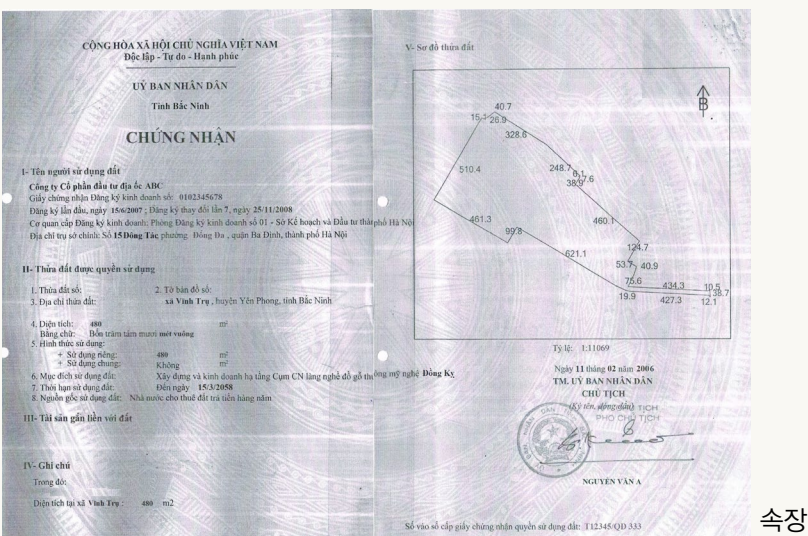 CỘNG HÒA XÃ HỘI CHỦ NGHĨA VIỆT NAM
Độc lập - Tự do - Hạnh phúc
UỶ BAN NHÂN DÂN
Tỉnh Bắc Ninh
CHỨNG NHẬN
I- Tên người sử dụng đất
Công ty Cổ phần đầu tư địa ốc ABC
Giấy chứng nhận Đăng ký kinh doanh số: 0102345678
Đăng ký lần đầu, ngày 15/6/2007 ; Đăng ký thay đổi lần 7, ngày 25/11/2008
Cơ quan cấp Đăng ký kinh doanh: Phòng Đăng ký kinh doanh số 01 - Sở Kế hoạch và Đầu tư thành phố Hà Nội
Địa chỉ trụ sở chính: Số 15 Đông Tác phường Đống Đa , quận Ba Đình, thành phố Hà Nội
II- Thửa đất được quyền sử dụng
1. Thửa đất số: 2. Tờ bản đồ số:
3. Địa chỉ thửa đất: xã Vĩnh Trụ , huyện Yên Phong, tỉnh Bắc Ninh
4. Diện tích: 480 m²
Bằng chữ: Bốn trăm tám mươi mét vuông
5. Hình thức sử dụng:
+ Sử dụng riêng: 480 m²
+ Sử dụng chung: Không m²
6. Mục đích sử dụng đất: Xây dựng và kinh doanh hạ tầng Cụm CN làng nghề đồ gỗ thủ công mỹ nghệ Đồng Kỵ
7. Thời hạn sử dụng đất: Đến ngày 15/3/2058
8. Nguồn gốc sử dụng đất: Nhà nước cho thuê đất trả tiền hàng năm
III- Tài sản gắn liền với đất
IV- Ghi chú
Trong đó:
Diện tích tại xã Vĩnh Trụ : 480 m2
V- Sơ đồ thửa đất
B
40.7
15.1 26.9
328.6
510.4
248.7
6.1
38.9 7.6
461.3
99.8
460.1
621.1
124.7
53.7 40.9
75.6
434.3 10.5
19.9 427.3 12.1 38.7
Tỷ lệ: 1:11069
Ngày 11 tháng 02 năm 2006
TM. UỶ BAN NHÂN DÂN
CHỦ TỊCH
(Ký tên, đóng dấu)
PHÓ CHỦ TỊCH
NGUYỄN VĂN A
Số vào sổ cấp giấy chứng nhận quyền sử dụng đất: T12345/QD 333
속장